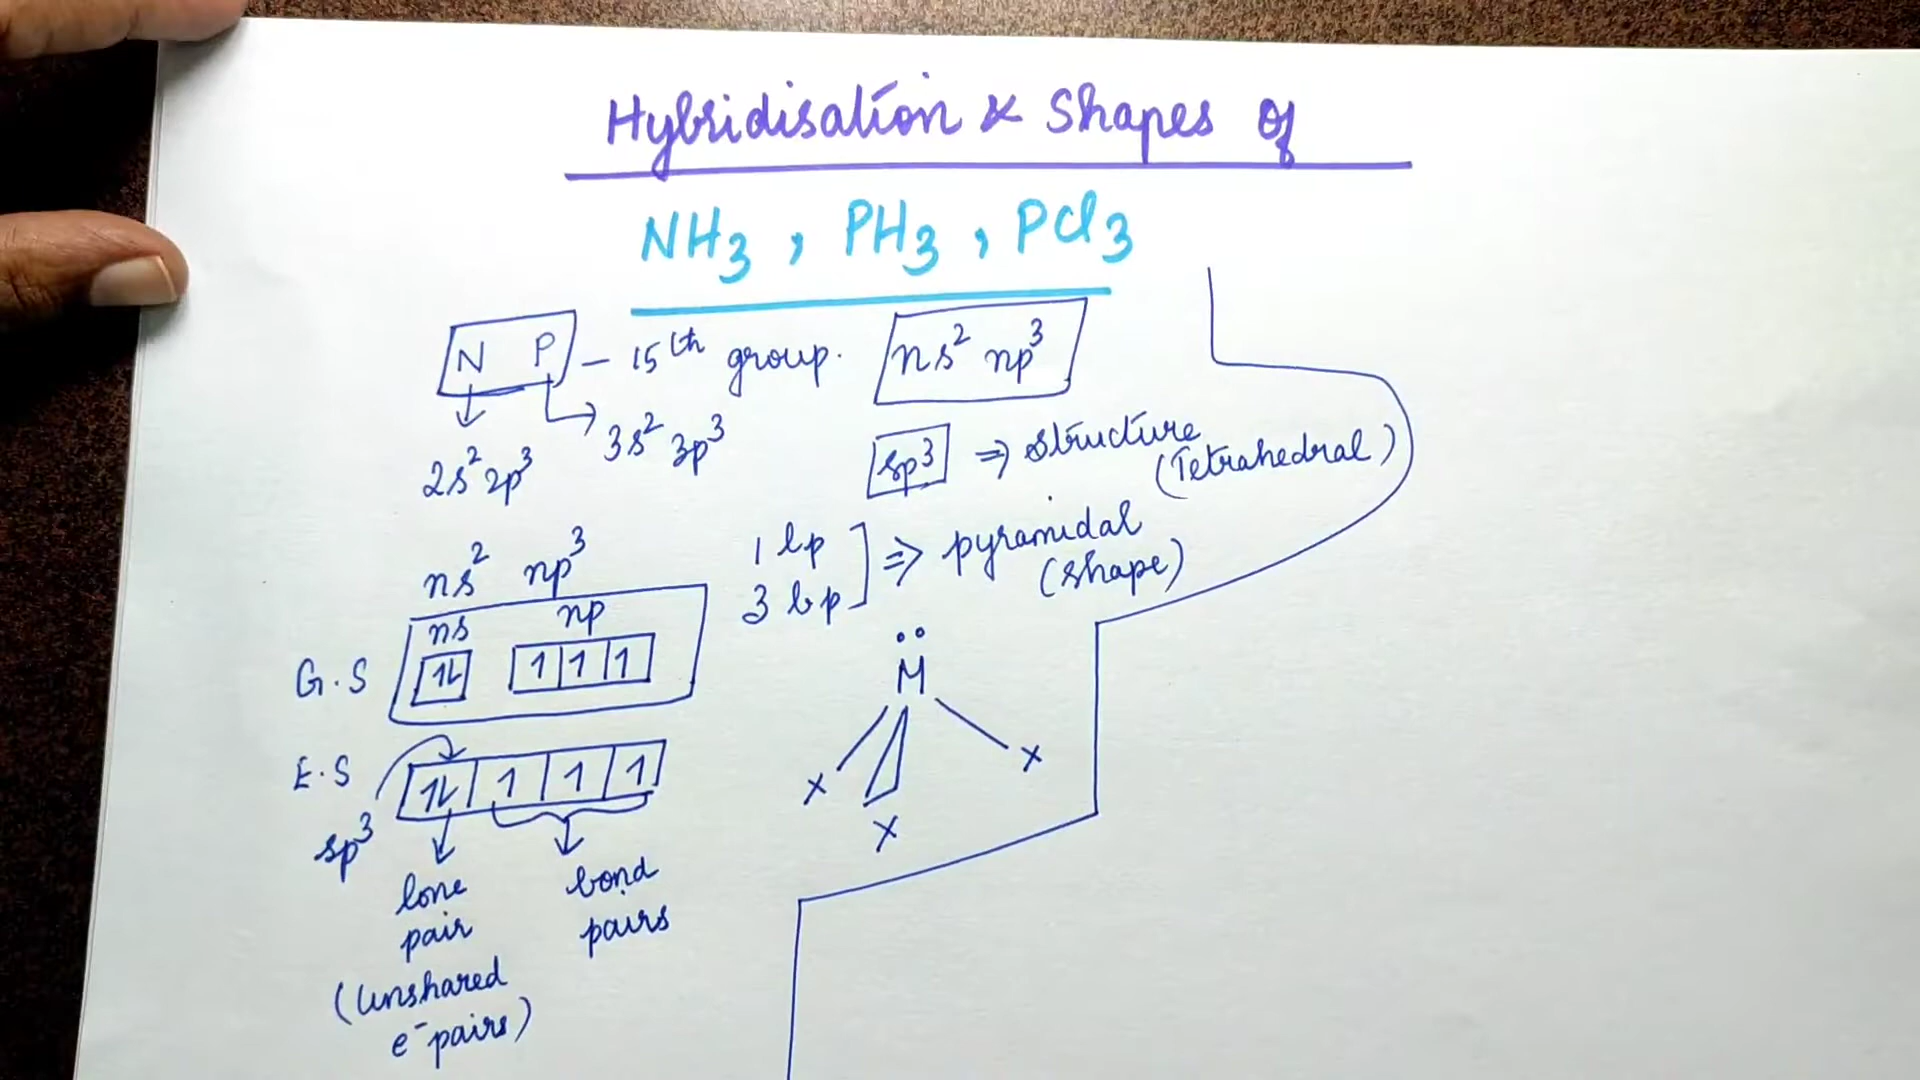 Hybridisation & Shapes of
NH3 , PH3 , PCl3
N P - 15th group. ns² np³
2s² 2p³
3s² 3p³
sp³ ⇒ structure
(Tetrahedral)
ns² np³
ns np
G.S 1L 1 1 1
E.S 1L 1 1 1
sp³
lone
pair
(unshared
e⁻ pairs)
bond
pairs
1 lp
3 bp
⇒ pyramidal
(shape)
M
X X
X